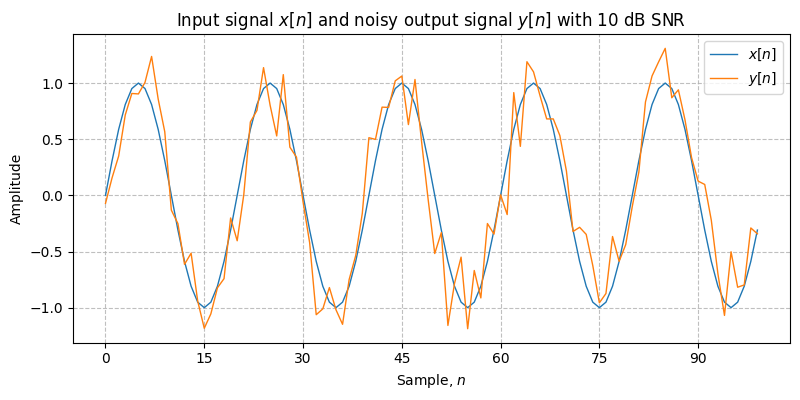 Input signal x[n] and noisy output signal y[n] with 10 dB SNR
x[n]
y[n]
Amplitude
1.0
0.5
0.0
−0.5
−1.0
0 15 30 45 60 75 90
Sample, n